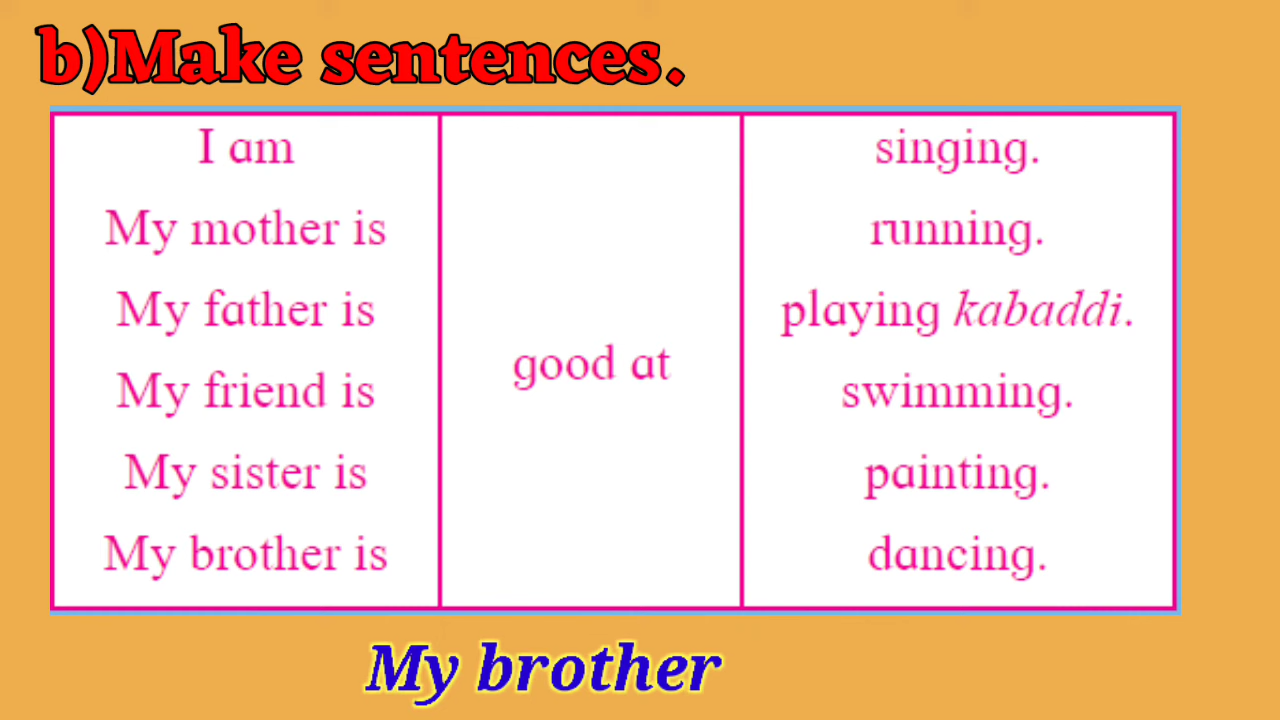 b)Make sentences.
I am
My mother is
My father is
My friend is
My sister is
My brother is
good at
singing.
running.
playing kabaddi.
swimming.
painting.
dancing.
My brother